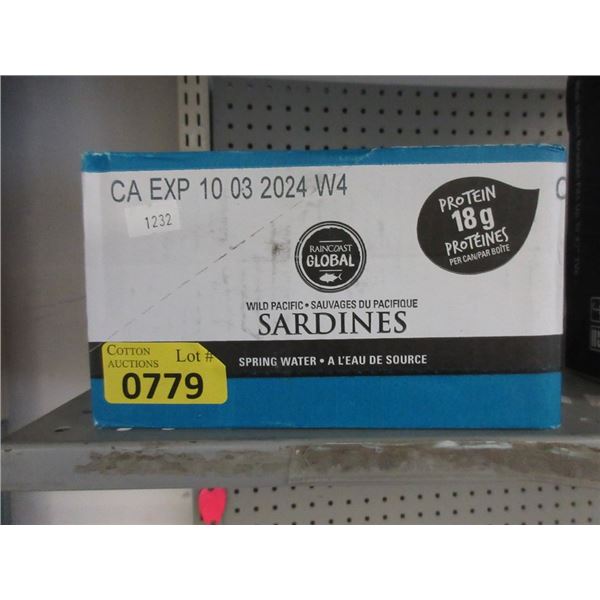 CA EXP 10 03 2024 W4
1232
PROTEIN
18 g
PROTÉINES
PER CAN/PAR BOÎTE
RAINCOAST
GLOBAL
WILD PACIFIC • SAUVAGES DU PACIFIQUE
SARDINES
SPRING WATER • A L'EAU DE SOURCE
COTTON
AUCTIONS
Lot #
0779